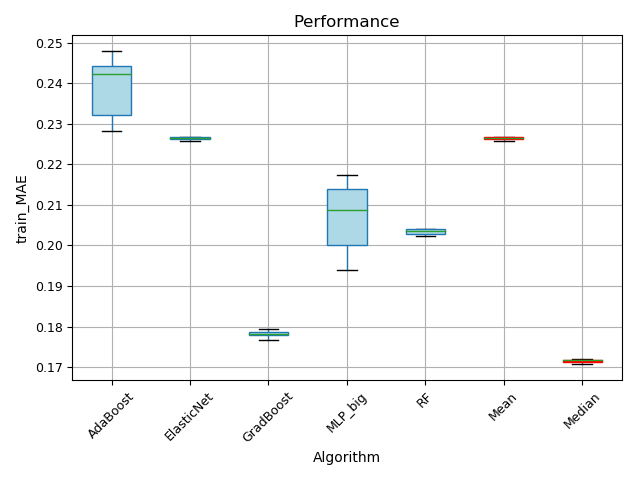 Performance
train_MAE
0.25
0.24
0.23
0.22
0.21
0.20
0.19
0.18
0.17
AdaBoost
ElasticNet
GradBoost
MLP_big
RF
Mean
Median
Algorithm